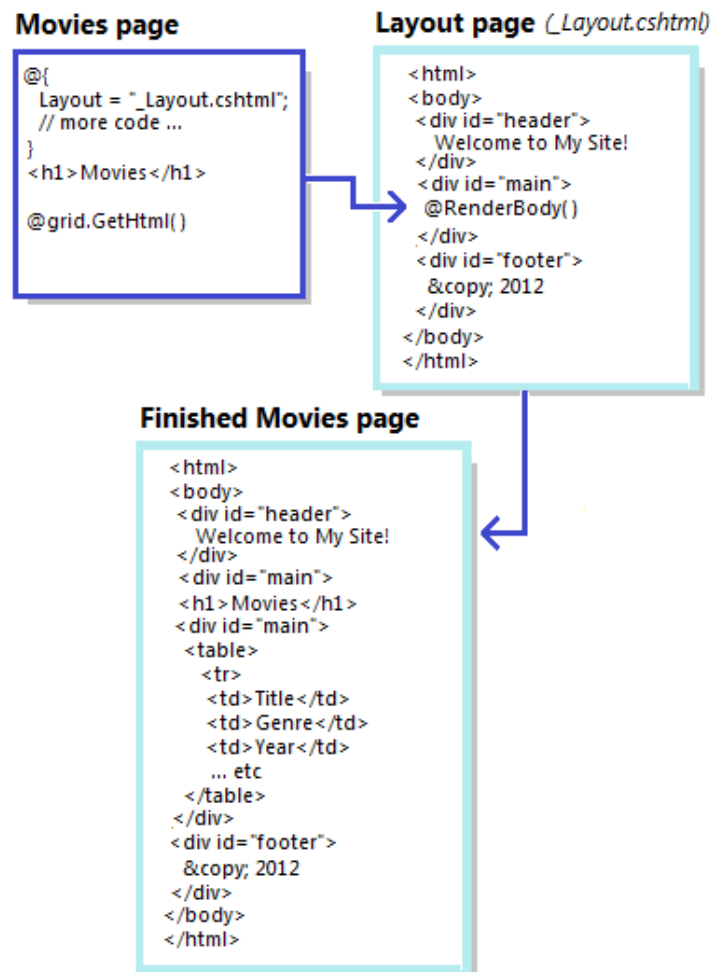 Movies page
@{
Layout = "_Layout.cshtml";
// more code ...
}
<h1>Movies</h1>
@grid.GetHtml()
Layout page (_Layout.cshtml)
<html>
<body>
<div id="header">
Welcome to My Site!
</div>
<div id="main">
@RenderBody()
</div>
<div id="footer">
&copy; 2012
</div>
</body>
</html>
Finished Movies page
<html>
<body>
<div id="header">
Welcome to My Site!
</div>
<div id="main">
<h1>Movies</h1>
<div id="main">
<table>
<tr>
<td>Title</td>
<td>Genre</td>
<td>Year</td>
... etc
</table>
</div>
<div id="footer">
&copy; 2012
</div>
</body>
</html>